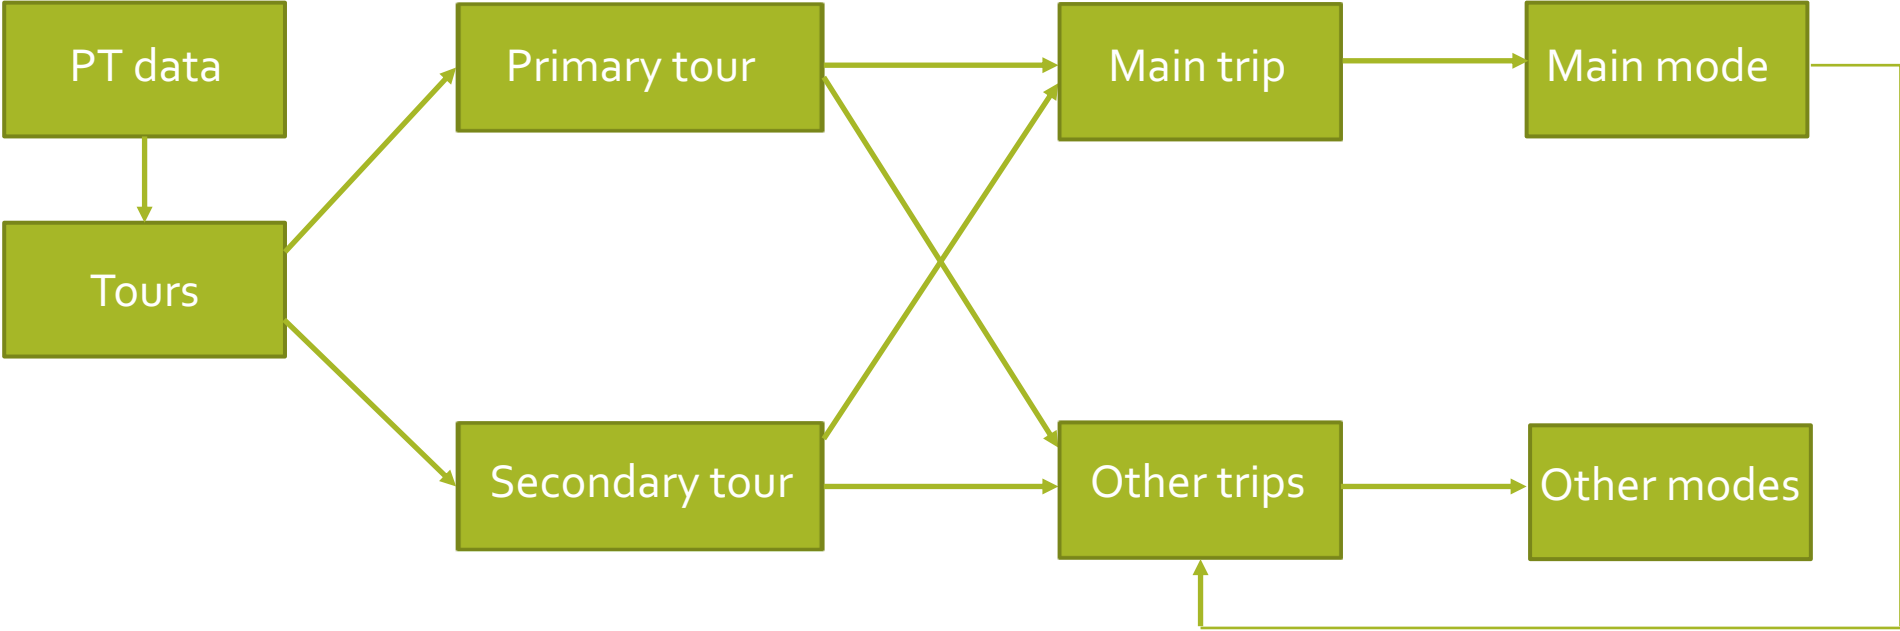 PT data
Primary tour
Main trip
Main mode
Tours
Secondary tour
Other trips
Other modes